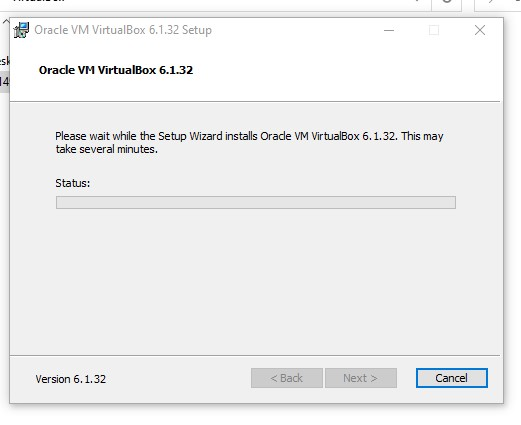 Oracle VM VirtualBox 6.1.32 Setup
Oracle VM VirtualBox 6.1.32
Please wait while the Setup Wizard installs Oracle VM VirtualBox 6.1.32. This may
take several minutes.
Status:
Version 6.1.32
< Back
Next >
Cancel